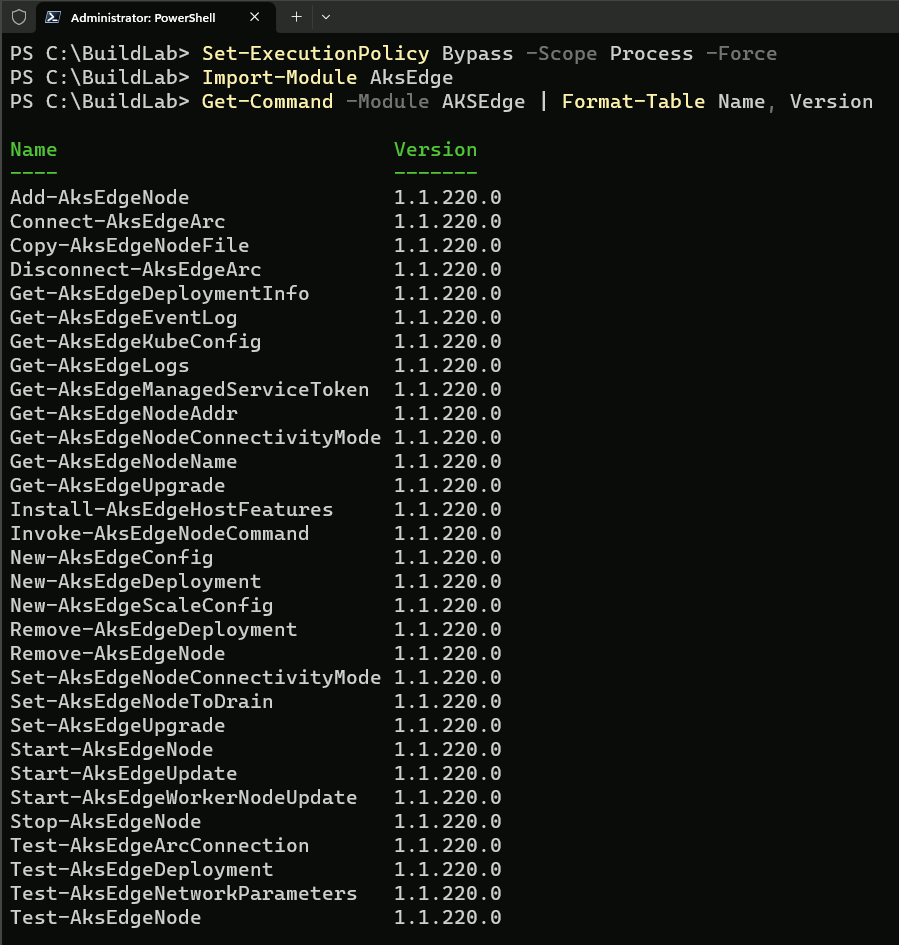 Administrator: PowerShell
PS C:\BuildLab> Set-ExecutionPolicy Bypass -Scope Process -Force
PS C:\BuildLab> Import-Module AksEdge
PS C:\BuildLab> Get-Command -Module AKSEdge | Format-Table Name, Version
Name Version
---- -------
Add-AksEdgeNode 1.1.220.0
Connect-AksEdgeArc 1.1.220.0
Copy-AksEdgeNodeFile 1.1.220.0
Disconnect-AksEdgeArc 1.1.220.0
Get-AksEdgeDeploymentInfo 1.1.220.0
Get-AksEdgeEventLog 1.1.220.0
Get-AksEdgeKubeConfig 1.1.220.0
Get-AksEdgeLogs 1.1.220.0
Get-AksEdgeManagedServiceToken 1.1.220.0
Get-AksEdgeNodeAddr 1.1.220.0
Get-AksEdgeNodeConnectivityMode 1.1.220.0
Get-AksEdgeNodeName 1.1.220.0
Get-AksEdgeUpgrade 1.1.220.0
Install-AksEdgeHostFeatures 1.1.220.0
Invoke-AksEdgeNodeCommand 1.1.220.0
New-AksEdgeConfig 1.1.220.0
New-AksEdgeDeployment 1.1.220.0
New-AksEdgeScaleConfig 1.1.220.0
Remove-AksEdgeDeployment 1.1.220.0
Remove-AksEdgeNode 1.1.220.0
Set-AksEdgeNodeConnectivityMode 1.1.220.0
Set-AksEdgeNodeToDrain 1.1.220.0
Set-AksEdgeUpgrade 1.1.220.0
Start-AksEdgeNode 1.1.220.0
Start-AksEdgeUpdate 1.1.220.0
Start-AksEdgeWorkerNodeUpdate 1.1.220.0
Stop-AksEdgeNode 1.1.220.0
Test-AksEdgeArcConnection 1.1.220.0
Test-AksEdgeDeployment 1.1.220.0
Test-AksEdgeNetworkParameters 1.1.220.0
Test-AksEdgeNode 1.1.220.0